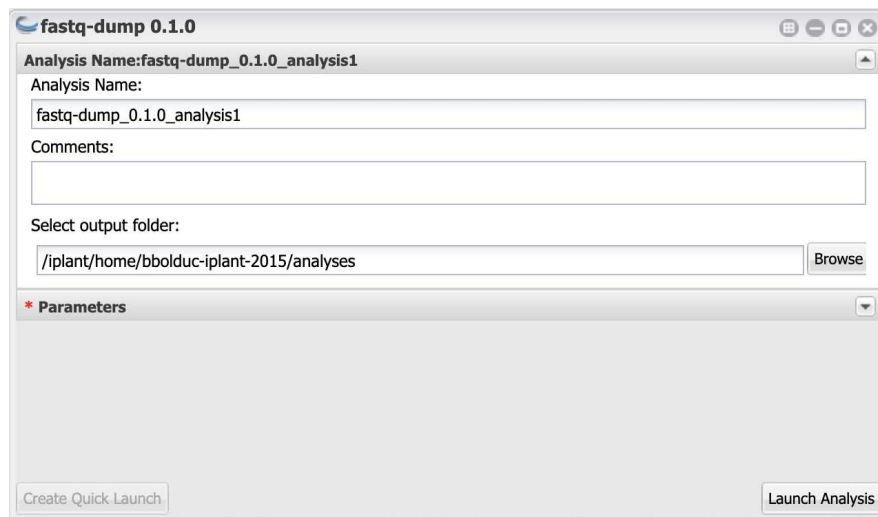 fastq-dump 0.1.0
Analysis Name:fastq-dump_0.1.0_analysis1
Analysis Name:
fastq-dump_0.1.0_analysis1
Comments:
Select output folder:
/iplant/home/bbolduc-iplant-2015/analyses
Browse
* Parameters
Create Quick Launch
Launch Analysis